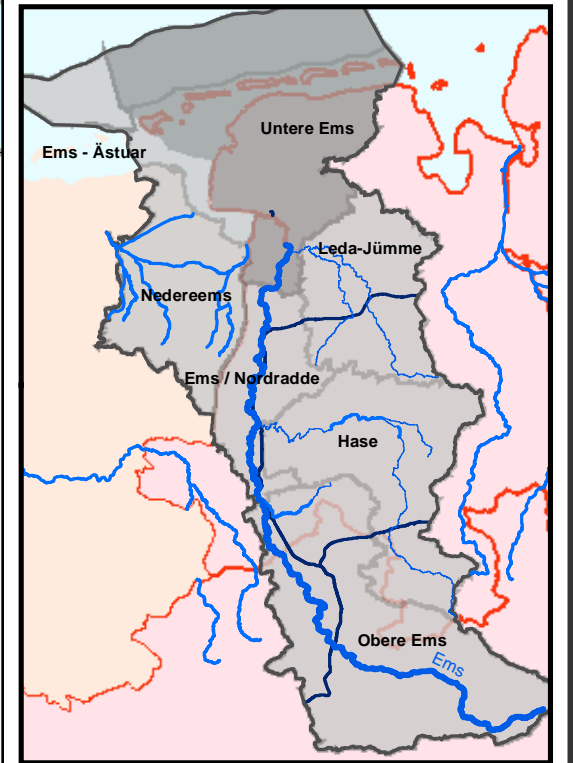 Untere Ems
Ems - Ästuar
Leda-Jümme
Nedereems
Ems / Nordradde
Hase
Obere Ems
Ems